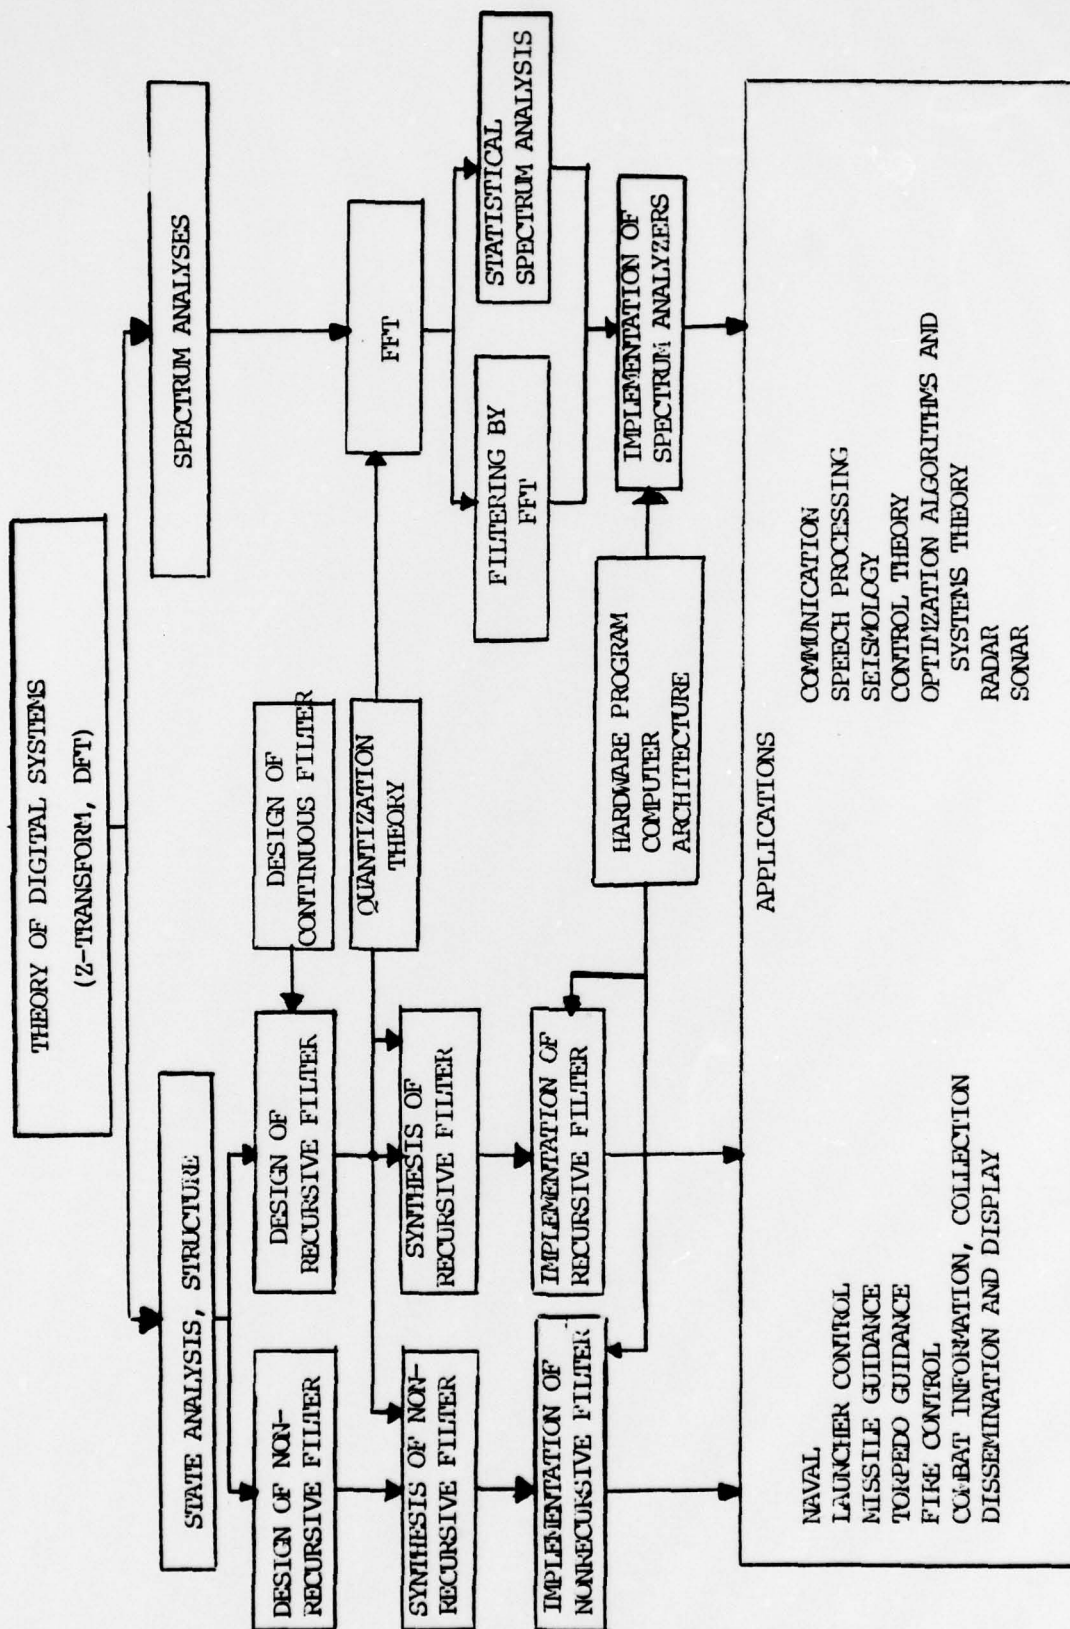 THEORY OF DIGITAL SYSTEMS
(Z-TRANSFORM, DFT)
STATE ANALYSIS, STRUCTURE
SPECTRUM ANALYSES
DESIGN OF NON-
RECURSIVE FILTER
DESIGN OF
RECURSIVE FILTER
DESIGN OF
CONTINUOUS FILTER
QUANTIZATION
THEORY
FFT
SYNTHESIS OF NON-
RECURSIVE FILTER
SYNTHESIS OF
RECURSIVE FILTER
FILTERING BY
FFT
STATISTICAL
SPECTRUM ANALYSIS
IMPLEMENTATION OF
NONRECURSIVE FILTER
IMPLEMENTATION OF
RECURSIVE FILTER
HARDWARE PROGRAM
COMPUTER
ARCHITECTURE
IMPLEMENTATION OF
SPECTRUM ANALYZERS
APPLICATIONS
NAVAL
LAUNCHER CONTROL
MISSILE GUIDANCE
TORPEDO GUIDANCE
FIRE CONTROL
COMBAT INFORMATION, COLLECTION
DISSEMINATION AND DISPLAY
COMMUNICATION
SPEECH PROCESSING
SEISMOLOGY
CONTROL THEORY
OPTIMZATION ALGORITHMS AND
SYSTEMS THEORY
RADAR
SONAR